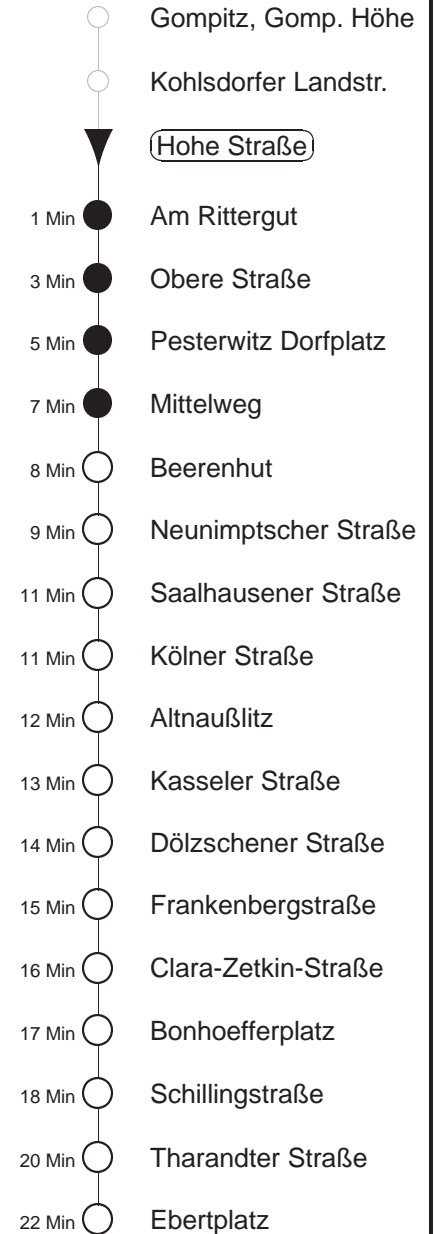 Gompitz, Gomp. Höhe
Kohlsdorfer Landstr.
Hohe Straße
1 Min Am Rittergut
3 Min Obere Straße
5 Min Pesterwitz Dorfplatz
7 Min Mittelweg
8 Min Beerenhut
9 Min Neunimptscher Straße
11 Min Saalhausener Straße
11 Min Kölner Straße
12 Min Altnaußlitz
13 Min Kasseler Straße
14 Min Dölzschener Straße
15 Min Frankenbergstraße
16 Min Clara-Zetkin-Straße
17 Min Bonhoefferplatz
18 Min Schillingstraße
20 Min Tharandter Straße
22 Min Ebertplatz